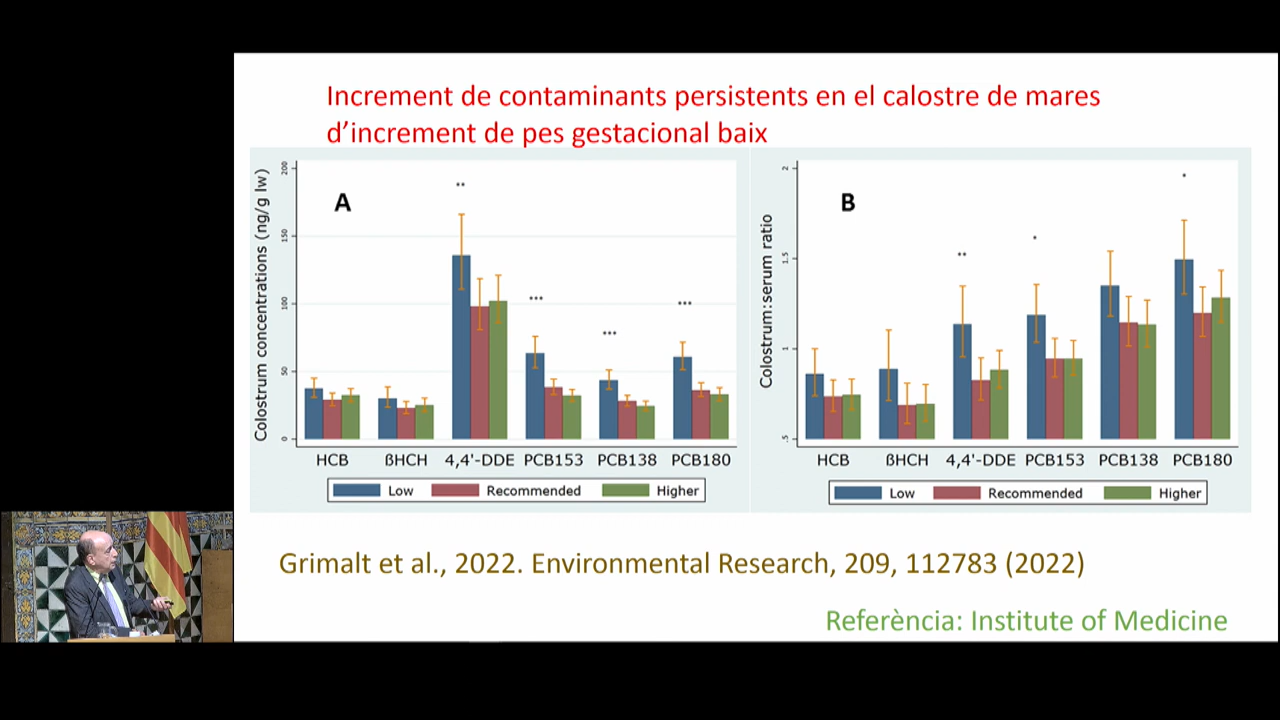 Increment de contaminants persistents en el calostre de mares
d’increment de pes gestacional baix
Colostrum concentrations (ng/g lw)
200
150
100
50
0
A
**
***
***
***
HCB ßHCH 4,4'-DDE PCB153 PCB138 PCB180
Low Recommended Higher
Colostrum:serum ratio
2
1.5
1
.5
B
**
*
*
HCB ßHCH 4,4'-DDE PCB153 PCB138 PCB180
Low Recommended Higher
Grimalt et al., 2022. Environmental Research, 209, 112783 (2022)
Referència: Institute of Medicine